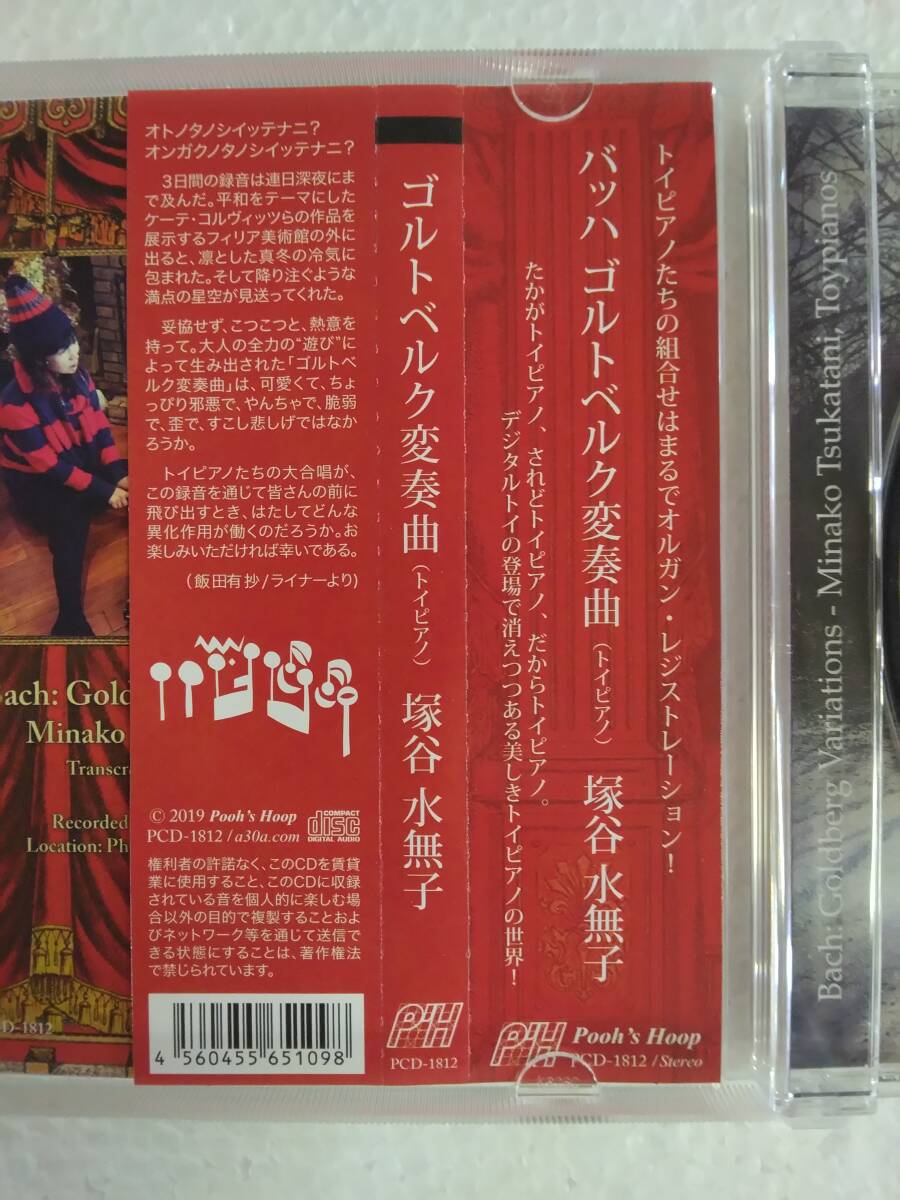 オトノタノシイッテナニ?
オンガクノタノシイッテナニ?
3日間の録音は連日深夜にま
で及んだ。平和をテーマにした
ケーテ・コルヴィッツらの作品を
展示するフィリア美術館の外に
出ると、凛とした真冬の冷気に
包まれた。そして降り注ぐような
満点の星空が見送ってくれた。
妥協せず、こつこつと、熱意を
持って。大人の全力の“遊び”に
よって生み出された「ゴルトベ
ルク変奏曲」は、可愛くて、ちょ
っぴり邪悪で、やんちゃで、脆弱
で、歪で、すこし悲しげではなか
ろうか。
トイピアノたちの大合唱が、
この録音を通じて皆さんの前に
飛び出すとき、はたしてどんな
異化作用が働くのだろうか。お
楽しみいただければ幸いである。
(飯田有抄/ライナーより)
© 2019 Pooh's Hoop
PCD-1812 / a30a.com
COMPACT
disc
DIGITAL AUDIO
権利者の許諾なく、このCDを賃貸
業に使用すること、このCDに収録
されている音を個人的に楽しむ場
合以外の目的で複製することおよ
びネットワーク等を通じて送信で
きる状態にすることは、著作権法
で禁じられています。
4 560455 651098
ゴルトベルク変奏曲(トイピアノ) 塚谷 水無子
PH
PCD-1812
トイピアノたちの組合せはまるでオルガン・レジストレーション!
バッハ ゴルトベルク変奏曲(トイピアノ) 塚谷 水無子
たかがトイピアノ、されどトイピアノ、だからトイピアノ。
デジタルトイの登場で消えつつある美しきトイピアノの世界!
PH
Pooh's Hoop
PCD-1812 / Stereo
Bach: Gold
Minako
Recorded
Location: Ph
D-1812
Bach: Goldberg Variations - Minako Tsukatani, Toypianos